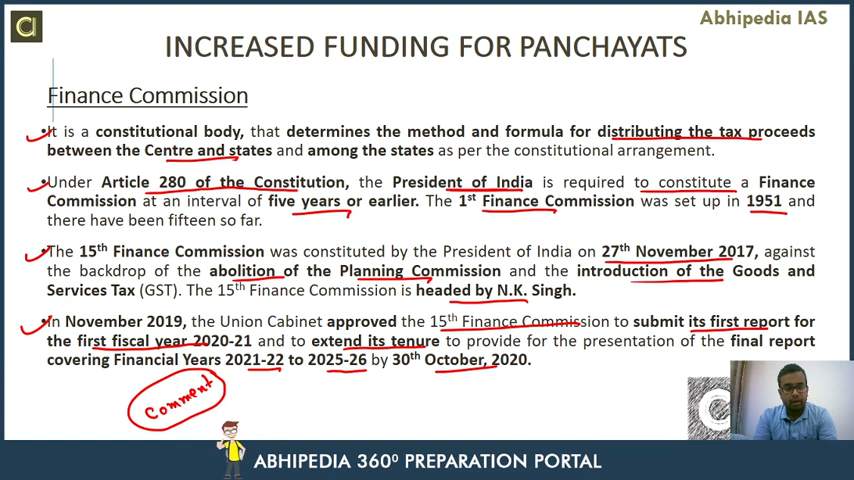 Abhipedia IAS
INCREASED FUNDING FOR PANCHAYATS
Finance Commission
•It is a constitutional body, that determines the method and formula for distributing the tax proceeds
between the Centre and states and among the states as per the constitutional arrangement.
•Under Article 280 of the Constitution, the President of India is required to constitute a Finance
Commission at an interval of five years or earlier. The 1st Finance Commission was set up in 1951 and
there have been fifteen so far.
•The 15th Finance Commission was constituted by the President of India on 27th November 2017, against
the backdrop of the abolition of the Planning Commission and the introduction of the Goods and
Services Tax (GST). The 15th Finance Commission is headed by N.K. Singh.
•In November 2019, the Union Cabinet approved the 15th Finance Commission to submit its first report for
the first fiscal year 2020-21 and to extend its tenure to provide for the presentation of the final report
covering Financial Years 2021-22 to 2025-26 by 30th October, 2020.
Comment
ABHIPEDIA 360⁰ PREPARATION PORTAL